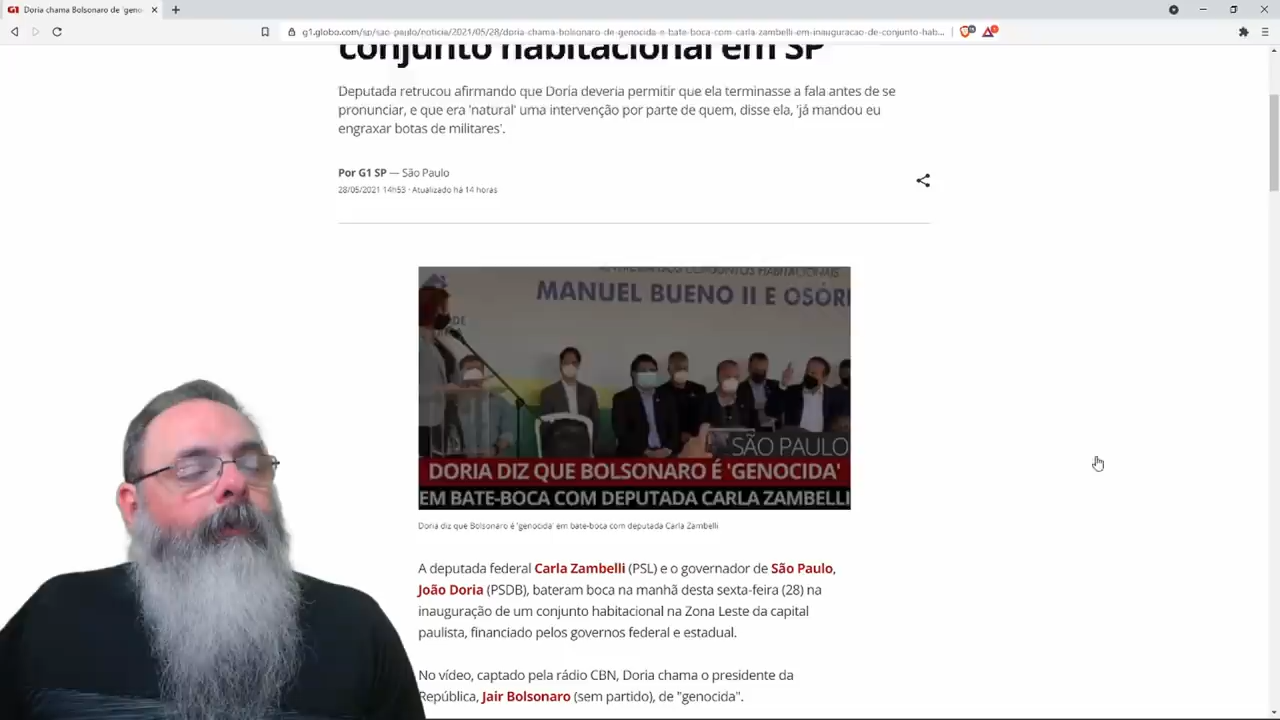 Doria chama Bolsonaro de 'geno
g1.globo.com/sp/sao-paulo/noticia/2021/05/28/doria-chama-bolsonaro-de-genocida-e-bate-boca-com-carla-zambelli-em-inauguracao-de-conjunto-hab...
conjunto habitacional em SP
Deputada retrucou afirmando que Doria deveria permitir que ela terminasse a fala antes de se
pronunciar, e que era 'natural' uma intervenção por parte de quem, disse ela, 'já mandou eu
engraxar botas de militares'.
Por G1 SP — São Paulo
28/05/2021 14h53 · Atualizado há 14 horas
MANUEL BUENO II E OSÓRI
SÃO PAULO
DORIA DIZ QUE BOLSONARO É 'GENOCIDA'
EM BATE-BOCA COM DEPUTADA CARLA ZAMBELLI
Doria diz que Bolsonaro é 'genocida' em bate-boca com deputada Carla Zambelli
A deputada federal Carla Zambelli (PSL) e o governador de São Paulo,
João Doria (PSDB), bateram boca na manhã desta sexta-feira (28) na
inauguração de um conjunto habitacional na Zona Leste da capital
paulista, financiado pelos governos federal e estadual.
No vídeo, captado pela rádio CBN, Doria chama o presidente da
República, Jair Bolsonaro (sem partido), de "genocida".